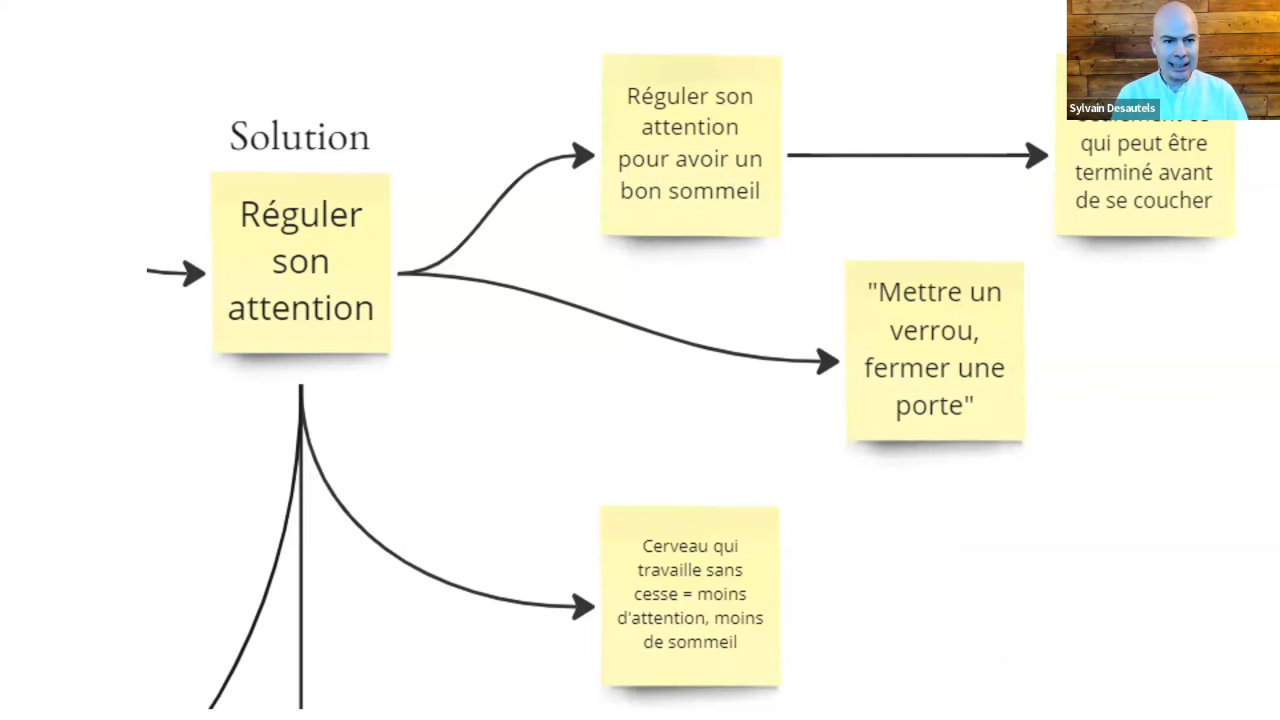 Solution
Réguler
son
attention
Réguler son
attention
pour avoir un
bon sommeil
qui peut être
terminé avant
de se coucher
"Mettre un
verrou,
fermer une
porte"
Cerveau qui
travaille sans
cesse = moins
d'attention, moins
de sommeil
Sylvain Desautels